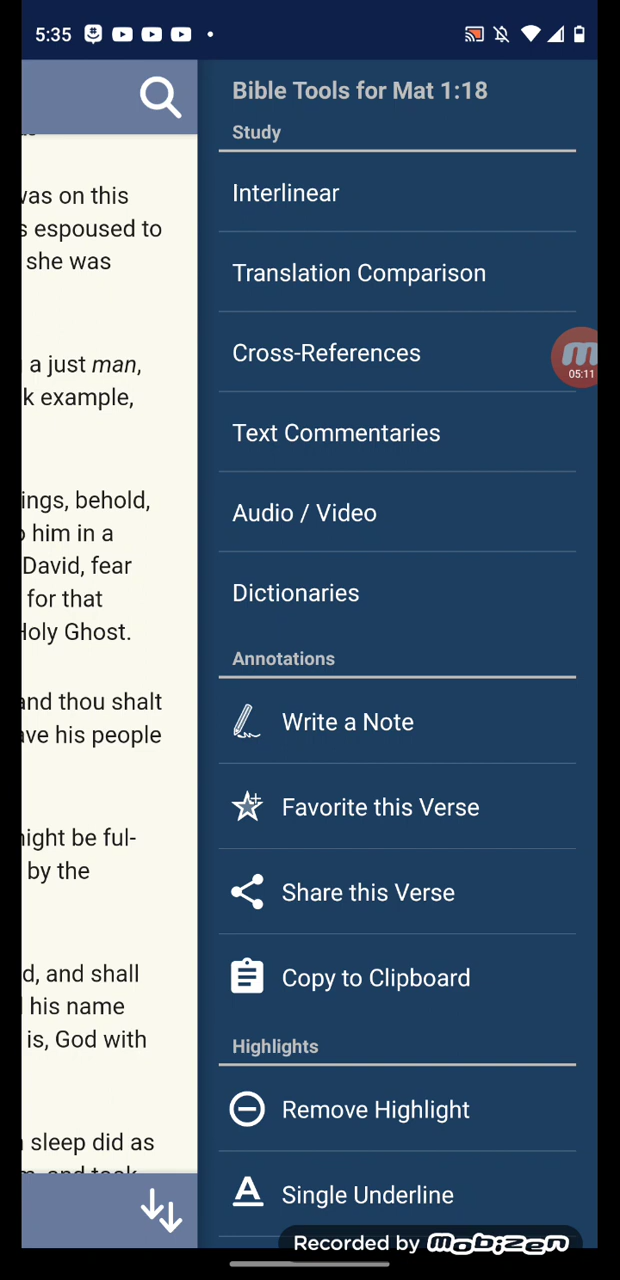 5:35
was on this
s espoused to
she was
a just man,
k example,
ings, behold,
him in a
David, fear
for that
Holy Ghost.
and thou shalt
ave his people
night be ful-
by the
d, and shall
his name
is, God with
sleep did as
Bible Tools for Mat 1:18
Study
Interlinear
Translation Comparison
Cross-References
05:11
Text Commentaries
Audio / Video
Dictionaries
Annotations
Write a Note
Favorite this Verse
Share this Verse
Copy to Clipboard
Highlights
Remove Highlight
Single Underline
Recorded by mobizen